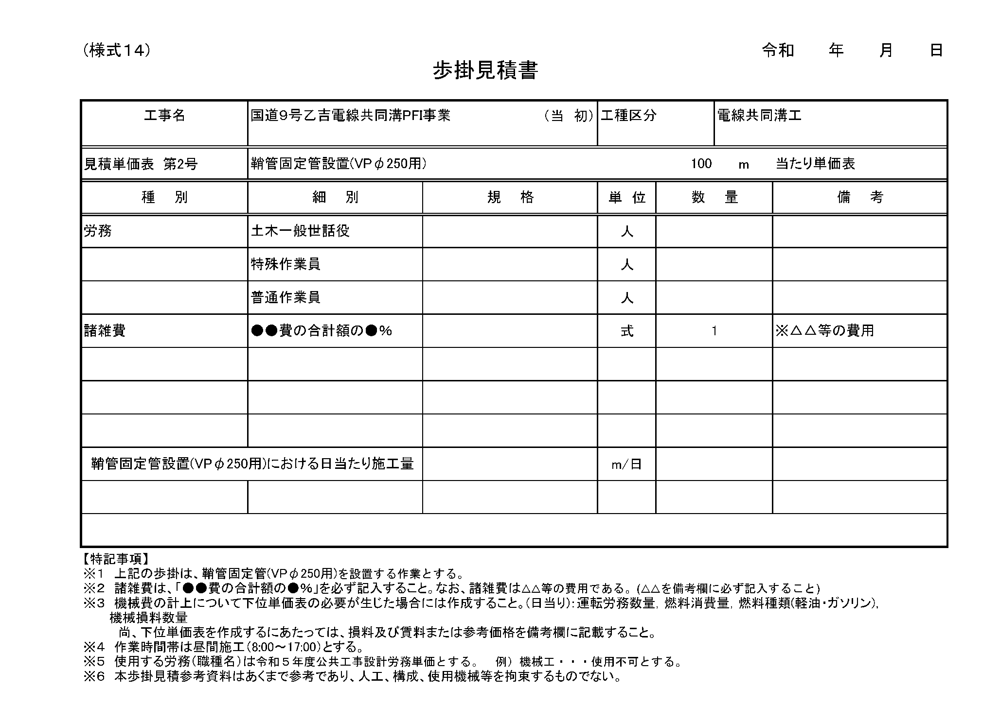 (様式14)
令和　　年　　月　　日
歩掛見積書
工事名　国道9号乙吉電線共同溝PFI事業　(当　初)　工種区分　電線共同溝工
見積単価表　第2号　鞘管固定管設置(VPφ250用)　100　m　当たり単価表
種　別　細　別　規　格　単　位　数　量　備　考
労務　土木一般世話役　人
特殊作業員　人
普通作業員　人
諸雑費　●●費の合計額の●%　式　1　※△△等の費用
鞘管固定管設置(VPφ250用)における日当たり施工量　m/日
【特記事項】
※1　上記の歩掛は、鞘管固定管(VPφ250用)を設置する作業とする。
※2　諸雑費は、「●●費の合計額の●%」を必ず記入すること。なお、諸雑費は△△等の費用である。(△△を備考欄に必ず記入すること)
※3　機械費の計上について下位単価表の必要が生じた場合には作成すること。(日当り):運転労務数量，燃料消費量，燃料種類(軽油・ガソリン)，
機械損料数量
尚、下位単価表を作成するにあたっては、損料及び賃料または参考価格を備考欄に記載すること。
※4　作業時間帯は昼間施工(8:00～17:00)とする。
※5　使用する労務(職種名)は令和5年度公共工事設計労務単価とする。　例) 機械工・・・使用不可とする。
※6　本歩掛見積参考資料はあくまで参考であり、人工、構成、使用機械等を拘束するものでない。